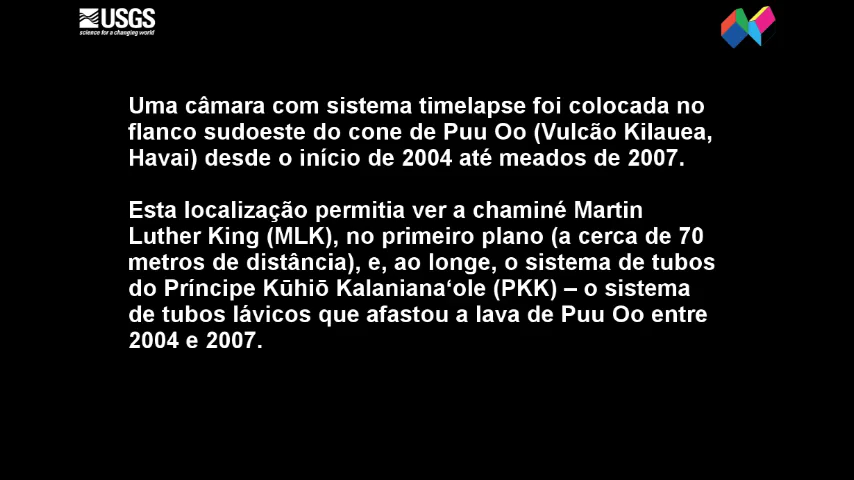 USGS
science for a changing world
Uma câmara com sistema timelapse foi colocada no
flanco sudoeste do cone de Puu Oo (Vulcão Kilauea,
Havai) desde o início de 2004 até meados de 2007.
Esta localização permitia ver a chaminé Martin
Luther King (MLK), no primeiro plano (a cerca de 70
metros de distância), e, ao longe, o sistema de tubos
do Príncipe Kūhiō Kalaniana‘ole (PKK) – o sistema
de tubos lávicos que afastou a lava de Puu Oo entre
2004 e 2007.